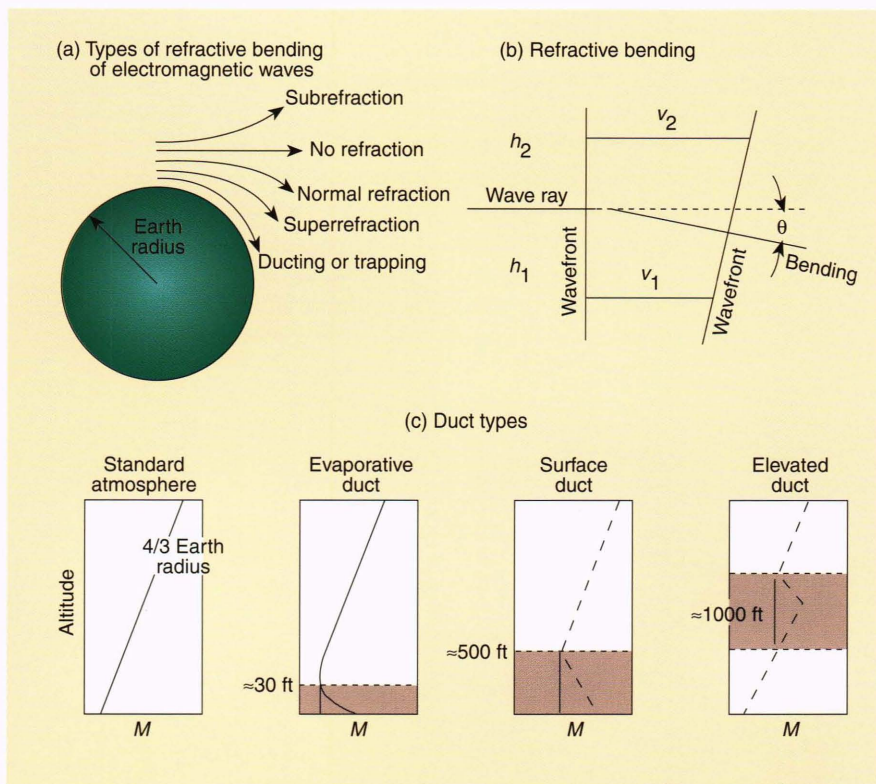 (a) Types of refractive bending
of electromagnetic waves
Subrefraction
No refraction
Normal refraction
Superrefraction
Ducting or trapping
Earth
radius
(b) Refractive bending
h2
v2
Wave ray
θ
Bending
h1
v1
Wavefront
Wavefront
(c) Duct types
Standard
atmosphere
4/3 Earth
radius
Altitude
M
Evaporative
duct
≈30 ft
M
Surface
duct
≈500 ft
M
Elevated
duct
≈1000 ft
M